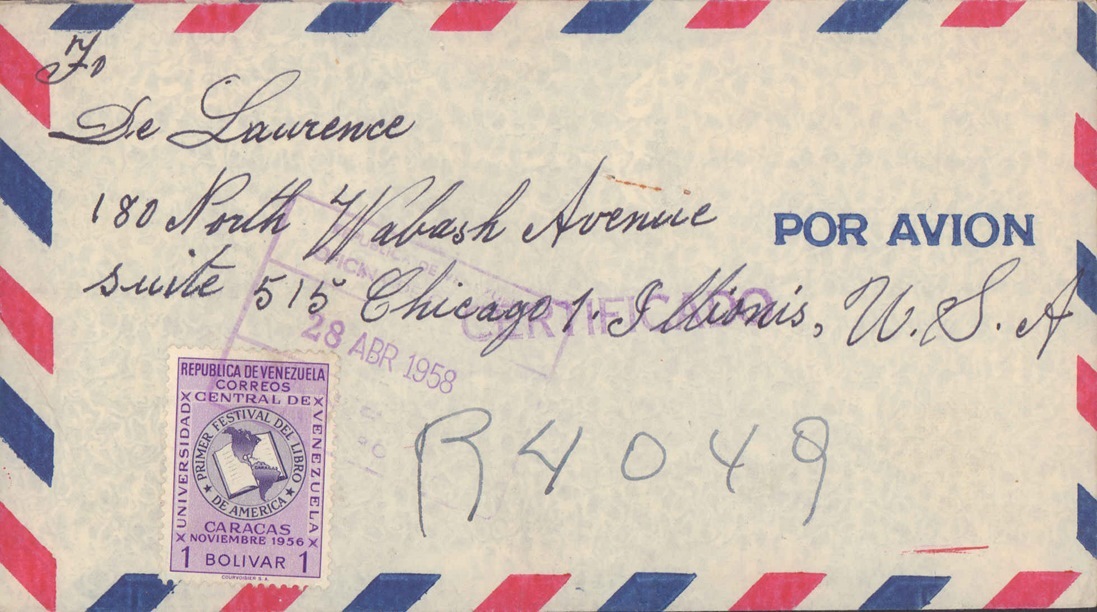 To
De Laurence
180 North Wabash Avenue
suite 515 Chicago 1. Illionis, U. S. A
POR AVION
CERTIFICADO
28 ABR 1958
R4049
REPUBLICA DE VENEZUELA
CORREOS
UNIVERSIDAD CENTRAL DE VENEZUELA
PRIMER FESTIVAL DEL LIBRO
DE AMERICA
CARACAS
CARACAS
NOVIEMBRE 1956
1 BOLIVAR 1
COURVOISIER S.A.